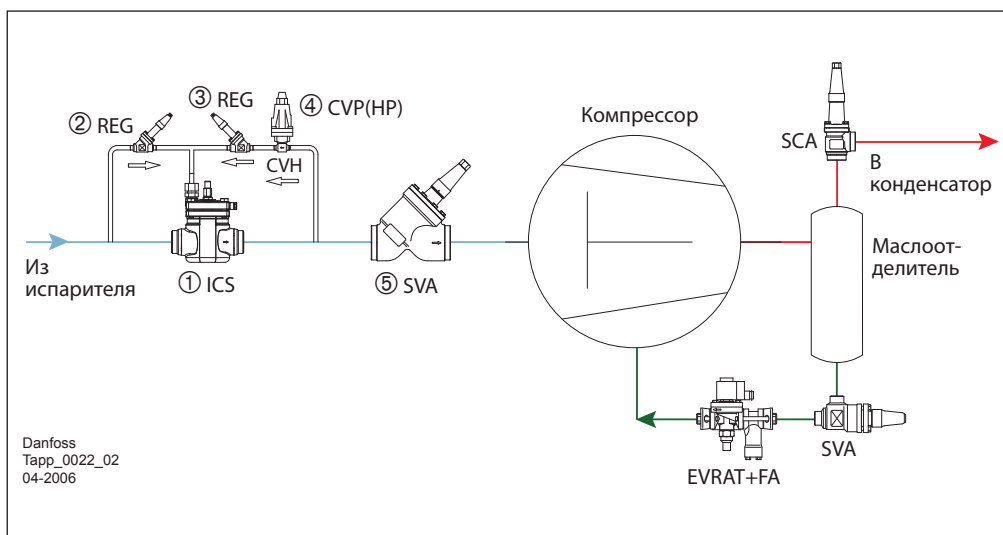 ② REG
③ REG
④ CVP(HP)
CVH
Из
испарителя
① ICS
⑤ SVA
Компрессор
SCA
В
конденсатор
Маслоот-
делитель
SVA
EVRAT+FA
Danfoss
Tapp_0022_02
04-2006